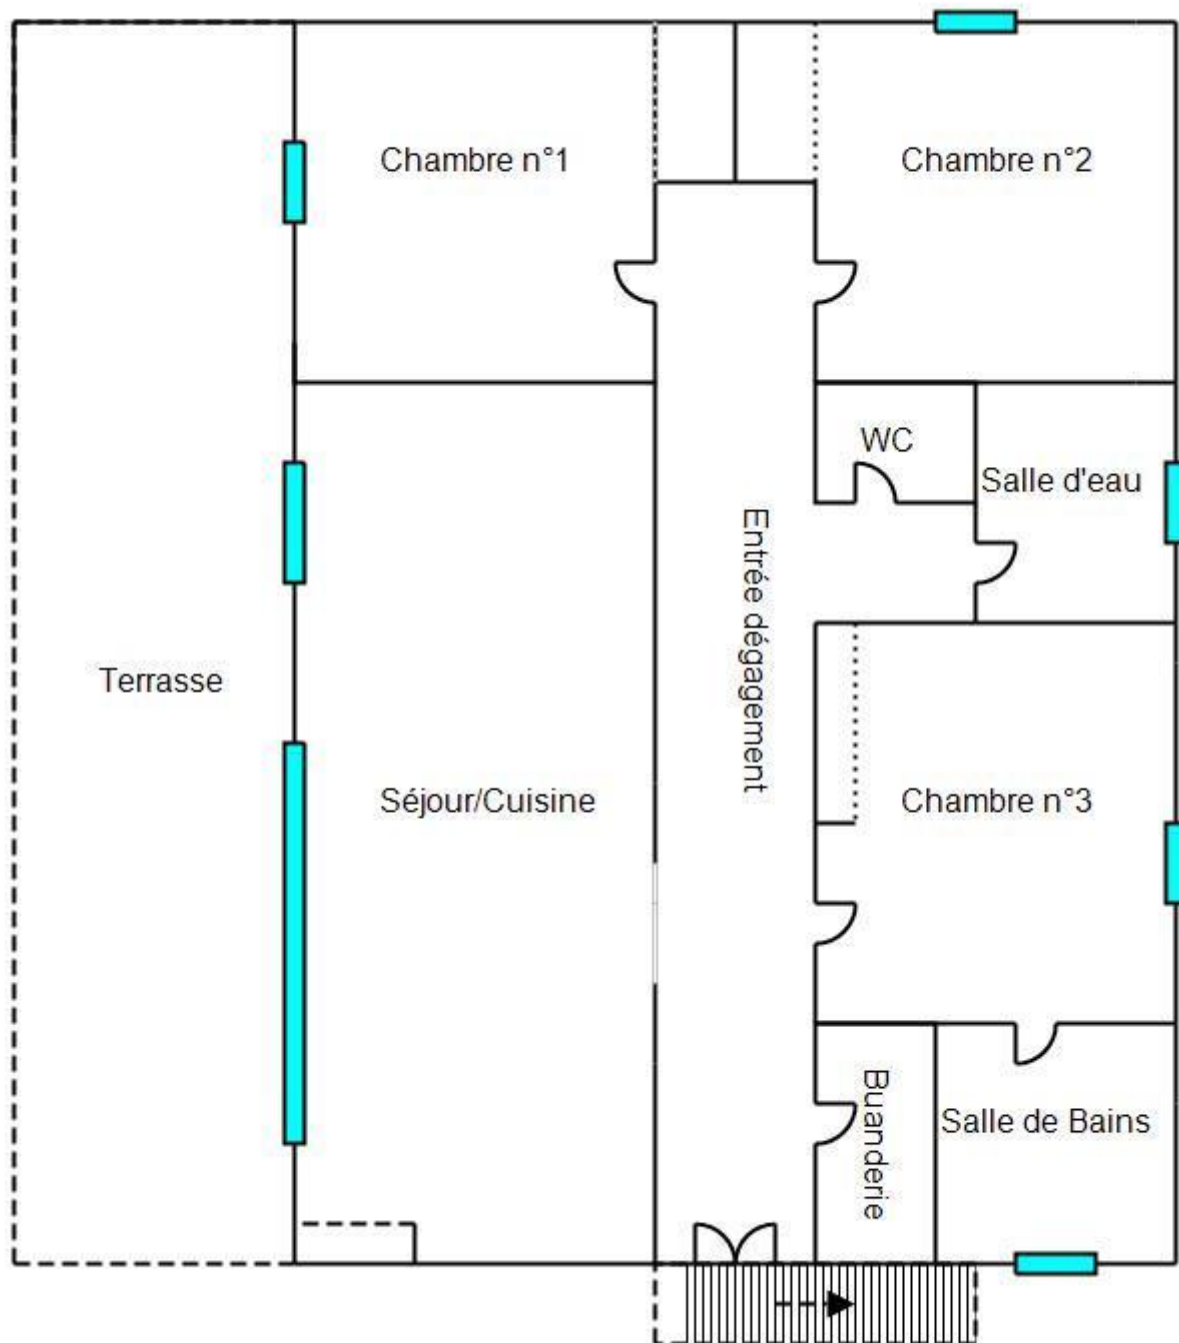 Chambre n°1
Chambre n°2
WC
Salle d'eau
Entrée dégagement
Terrasse
Séjour/Cuisine
Chambre n°3
Buanderie
Salle de Bains